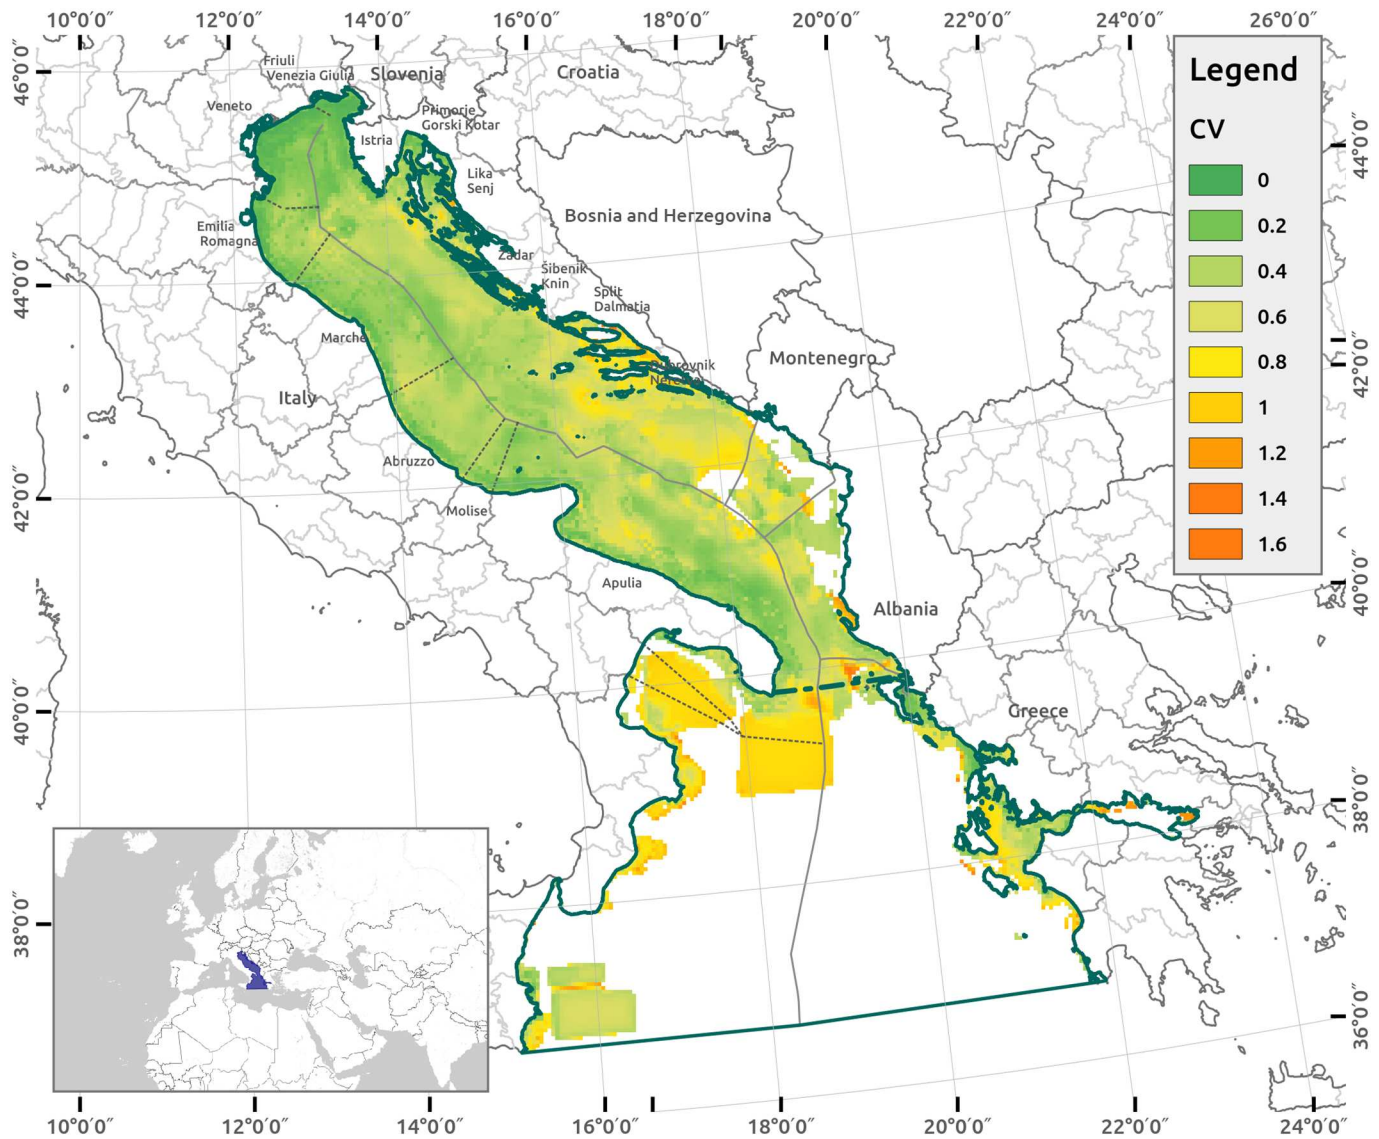 10°0′0″ 12°0′0″ 14°0′0″ 16°0′0″ 18°0′0″ 20°0′0″ 22°0′0″ 24°0′0″ 26°0′0″
46°0′0″
44°0′0″
42°0′0″
40°0′0″
38°0′0″
Friuli
Venezia Giulia
Slovenia
Croatia
Veneto
Primorje
Gorski Kotar
Istria
Lika
Senj
Bosnia and Herzegovina
Emilia
Romagna
Zadar
Šibenik
Knin
Split
Dalmatia
Marche
Dubrovnik
Neretva
Montenegro
Italy
Abruzzo
Molise
Apulia
Albania
Greece
Legend
CV
0
0.2
0.4
0.6
0.8
1
1.2
1.4
1.6
44°0′0″
42°0′0″
40°0′0″
38°0′0″
36°0′0″
10°0′0″ 12°0′0″ 14°0′0″ 16°0′0″ 18°0′0″ 20°0′0″ 22°0′0″ 24°0′0″